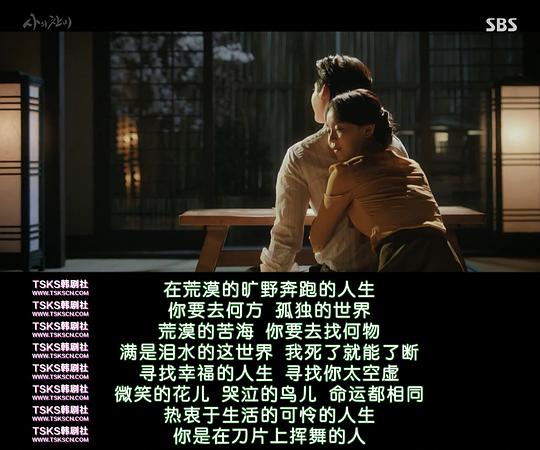 사의 찬미
SBS
TSKS韩剧社
WWW.TSKSCN.COM
在荒漠的旷野奔跑的人生
TSKS韩剧社
WWW.TSKSCN.COM
你要去何方 孤独的世界
TSKS韩剧社
WWW.TSKSCN.COM
荒漠的苦海 你要去找何物
TSKS韩剧社
WWW.TSKSCN.COM
满是泪水的这世界 我死了就能了断
TSKS韩剧社
WWW.TSKSCN.COM
寻找幸福的人生 寻找你太空虚
TSKS韩剧社
WWW.TSKSCN.COM
微笑的花儿 哭泣的鸟儿 命运都相同
TSKS韩剧社
WWW.TSKSCN.COM
热衷于生活的可怜的人生
TSKS韩剧社
WWW.TSKSCN.COM
你是在刀片上挥舞的人